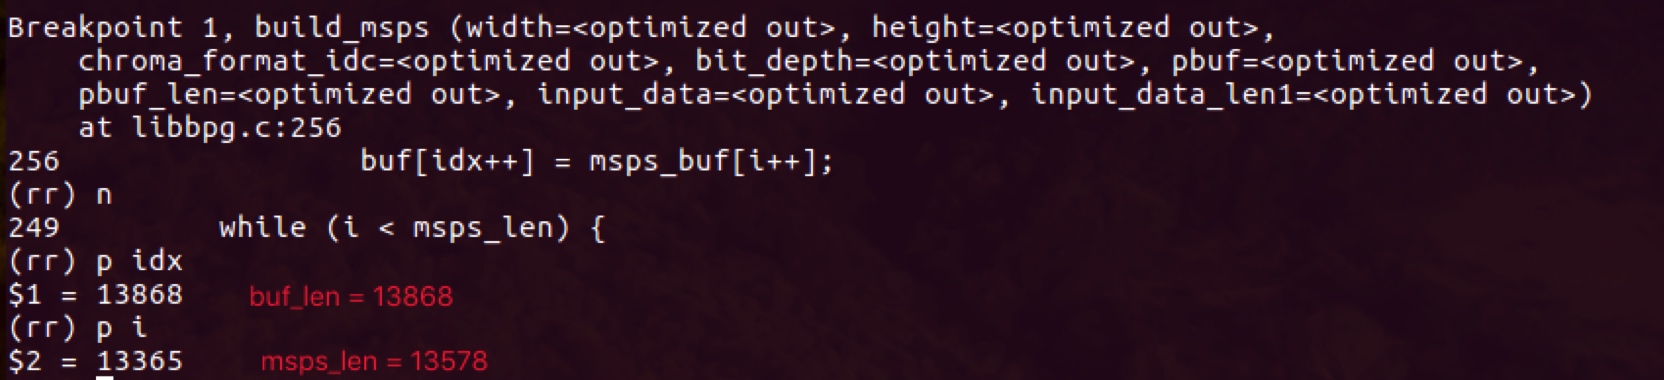 Breakpoint 1, build_msps (width=<optimized out>, height=<optimized out>,
    chroma_format_idc=<optimized out>, bit_depth=<optimized out>, pbuf=<optimized out>,
    pbuf_len=<optimized out>, input_data=<optimized out>, input_data_len1=<optimized out>)
    at libbpg.c:256
256                 buf[idx++] = msps_buf[i++];
(rr) n
249         while (i < msps_len) {
(rr) p idx
$1 = 13868 buf_len = 13868
(rr) p i
$2 = 13365 msps_len = 13578